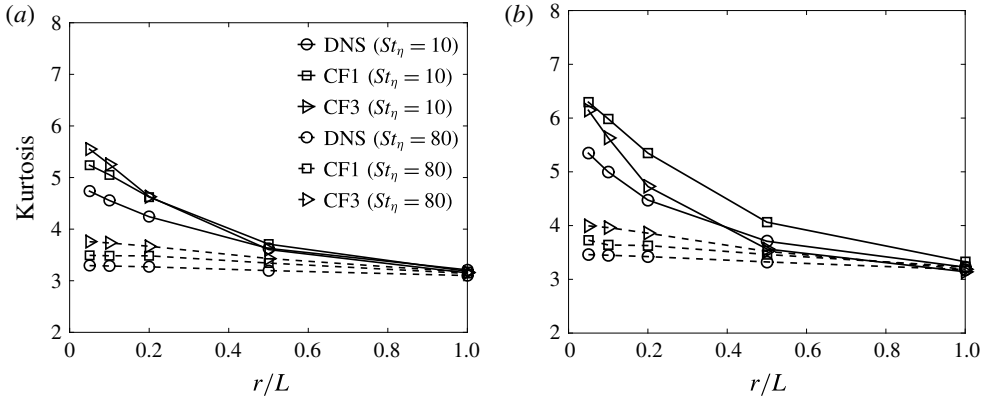 (a)
8
7
6
5
4
3
2
Kurtosis
DNS (Stη = 10)
CF1 (Stη = 10)
CF3 (Stη = 10)
DNS (Stη = 80)
CF1 (Stη = 80)
CF3 (Stη = 80)
0 0.2 0.4 0.6 0.8 1.0
r/L
(b)
8
7
6
5
4
3
2
0 0.2 0.4 0.6 0.8 1.0
r/L